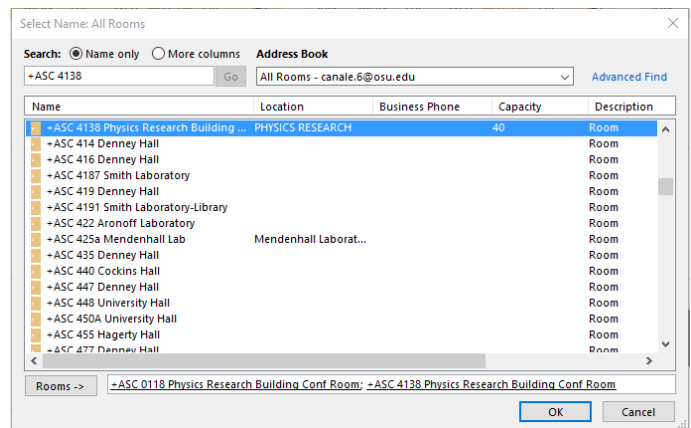 Select Name: All Rooms
Search: Name only More columns Address Book
+ASC 4138 Go All Rooms - canale.6@osu.edu Advanced Find
Name Location Business Phone Capacity Description
+ASC 4138 Physics Research Building ... PHYSICS RESEARCH 40 Room
+ASC 414 Denney Hall Room
+ASC 416 Denney Hall Room
+ASC 4187 Smith Laboratory Room
+ASC 419 Denney Hall Room
+ASC 4191 Smith Laboratory-Library Room
+ASC 422 Aronoff Laboratory Room
+ASC 425a Mendenhall Lab Mendenhall Laborat... Room
+ASC 435 Denney Hall Room
+ASC 440 Cockins Hall Room
+ASC 447 Denney Hall Room
+ASC 448 University Hall Room
+ASC 450A University Hall Room
+ASC 455 Hagerty Hall Room
+ASC 477 Denney Hall Room
Rooms -> +ASC 0118 Physics Research Building Conf Room; +ASC 4138 Physics Research Building Conf Room
OK Cancel